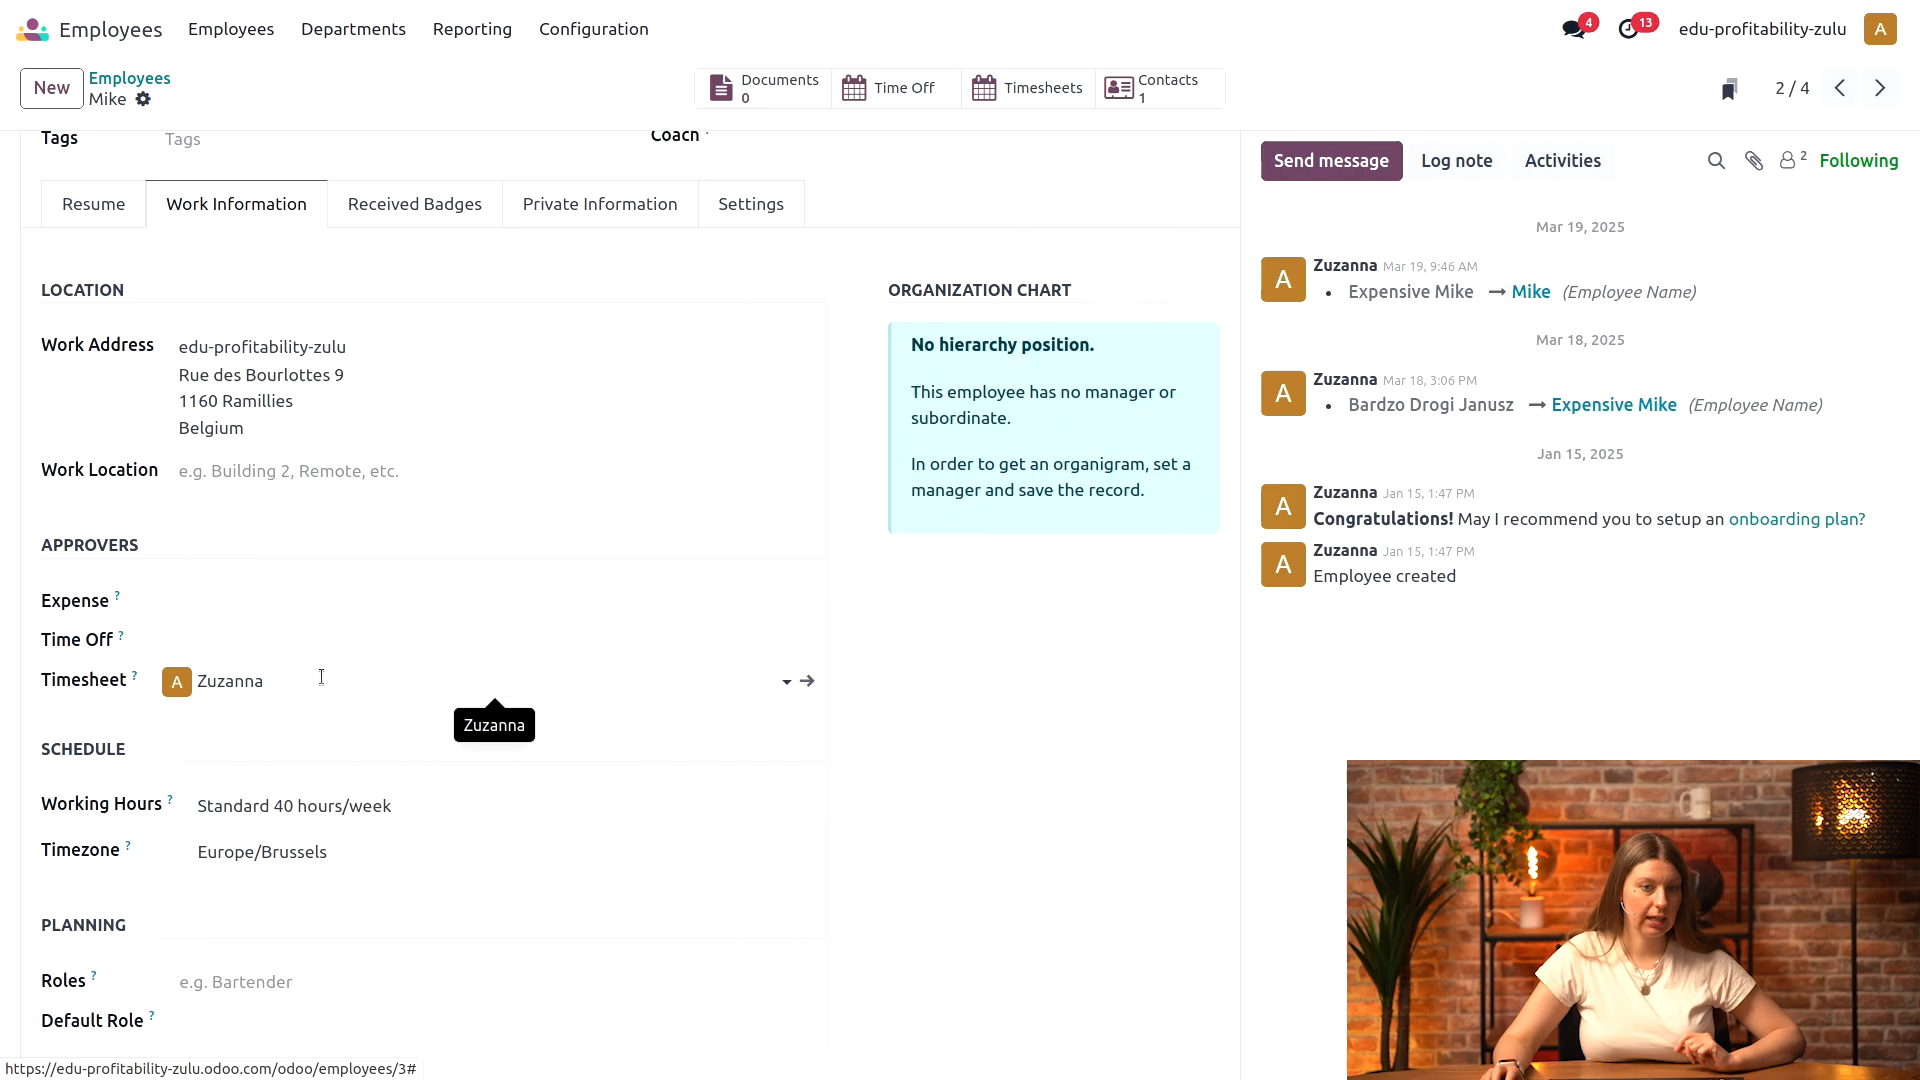 Employees
Employees
Departments
Reporting
Configuration
4
13
edu-profitability-zulu
A
New
Employees
Mike
Documents
0
Time Off
Timesheets
Contacts
1
2 / 4
Tags
Tags
Coach
Resume
Work Information
Received Badges
Private Information
Settings
LOCATION
Work Address
edu-profitability-zulu
Rue des Bourlottes 9
1160 Ramillies
Belgium
Work Location
e.g. Building 2, Remote, etc.
APPROVERS
Expense ?
Time Off ?
Timesheet ?
A
Zuzanna
Zuzanna
SCHEDULE
Working Hours ?
Standard 40 hours/week
Timezone ?
Europe/Brussels
PLANNING
Roles ?
e.g. Bartender
Default Role ?
ORGANIZATION CHART
No hierarchy position.
This employee has no manager or
subordinate.
In order to get an organigram, set a
manager and save the record.
Send message
Log note
Activities
2
Following
Mar 19, 2025
A
Zuzanna Mar 19, 9:46 AM
• Expensive Mike → Mike (Employee Name)
Mar 18, 2025
A
Zuzanna Mar 18, 3:06 PM
• Bardzo Drogi Janusz → Expensive Mike (Employee Name)
Jan 15, 2025
A
Zuzanna Jan 15, 1:47 PM
Congratulations! May I recommend you to setup an onboarding plan?
A
Zuzanna Jan 15, 1:47 PM
Employee created
https://edu-profitability-zulu.odoo.com/odoo/employees/3#